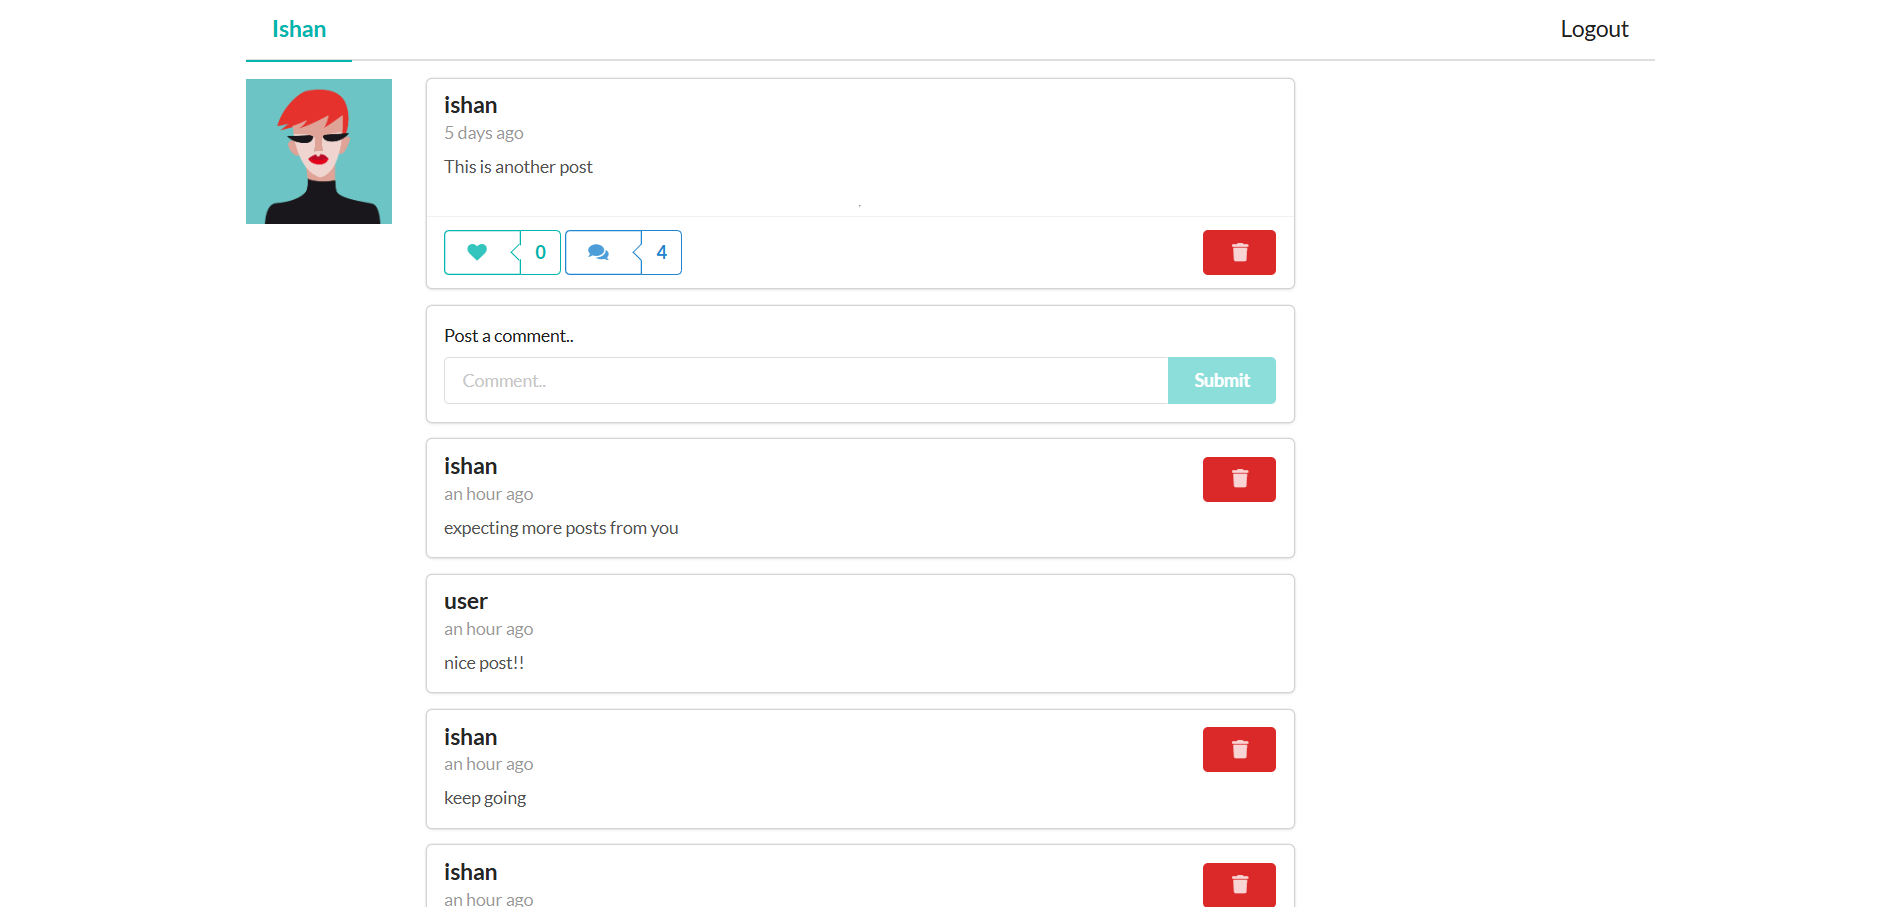 Ishan
Logout
ishan
5 days ago
This is another post
0
4
Post a comment..
Comment..
Submit
ishan
an hour ago
expecting more posts from you
user
an hour ago
nice post!!
ishan
an hour ago
keep going
ishan
an hour ago